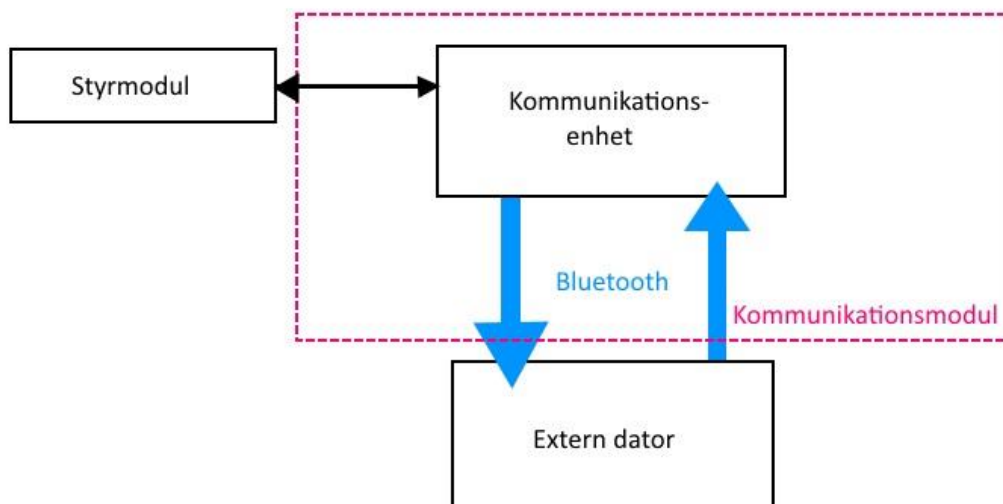 Styrmodul
Kommunikations-
enhet
Bluetooth
Kommunikationsmodul
Extern dator